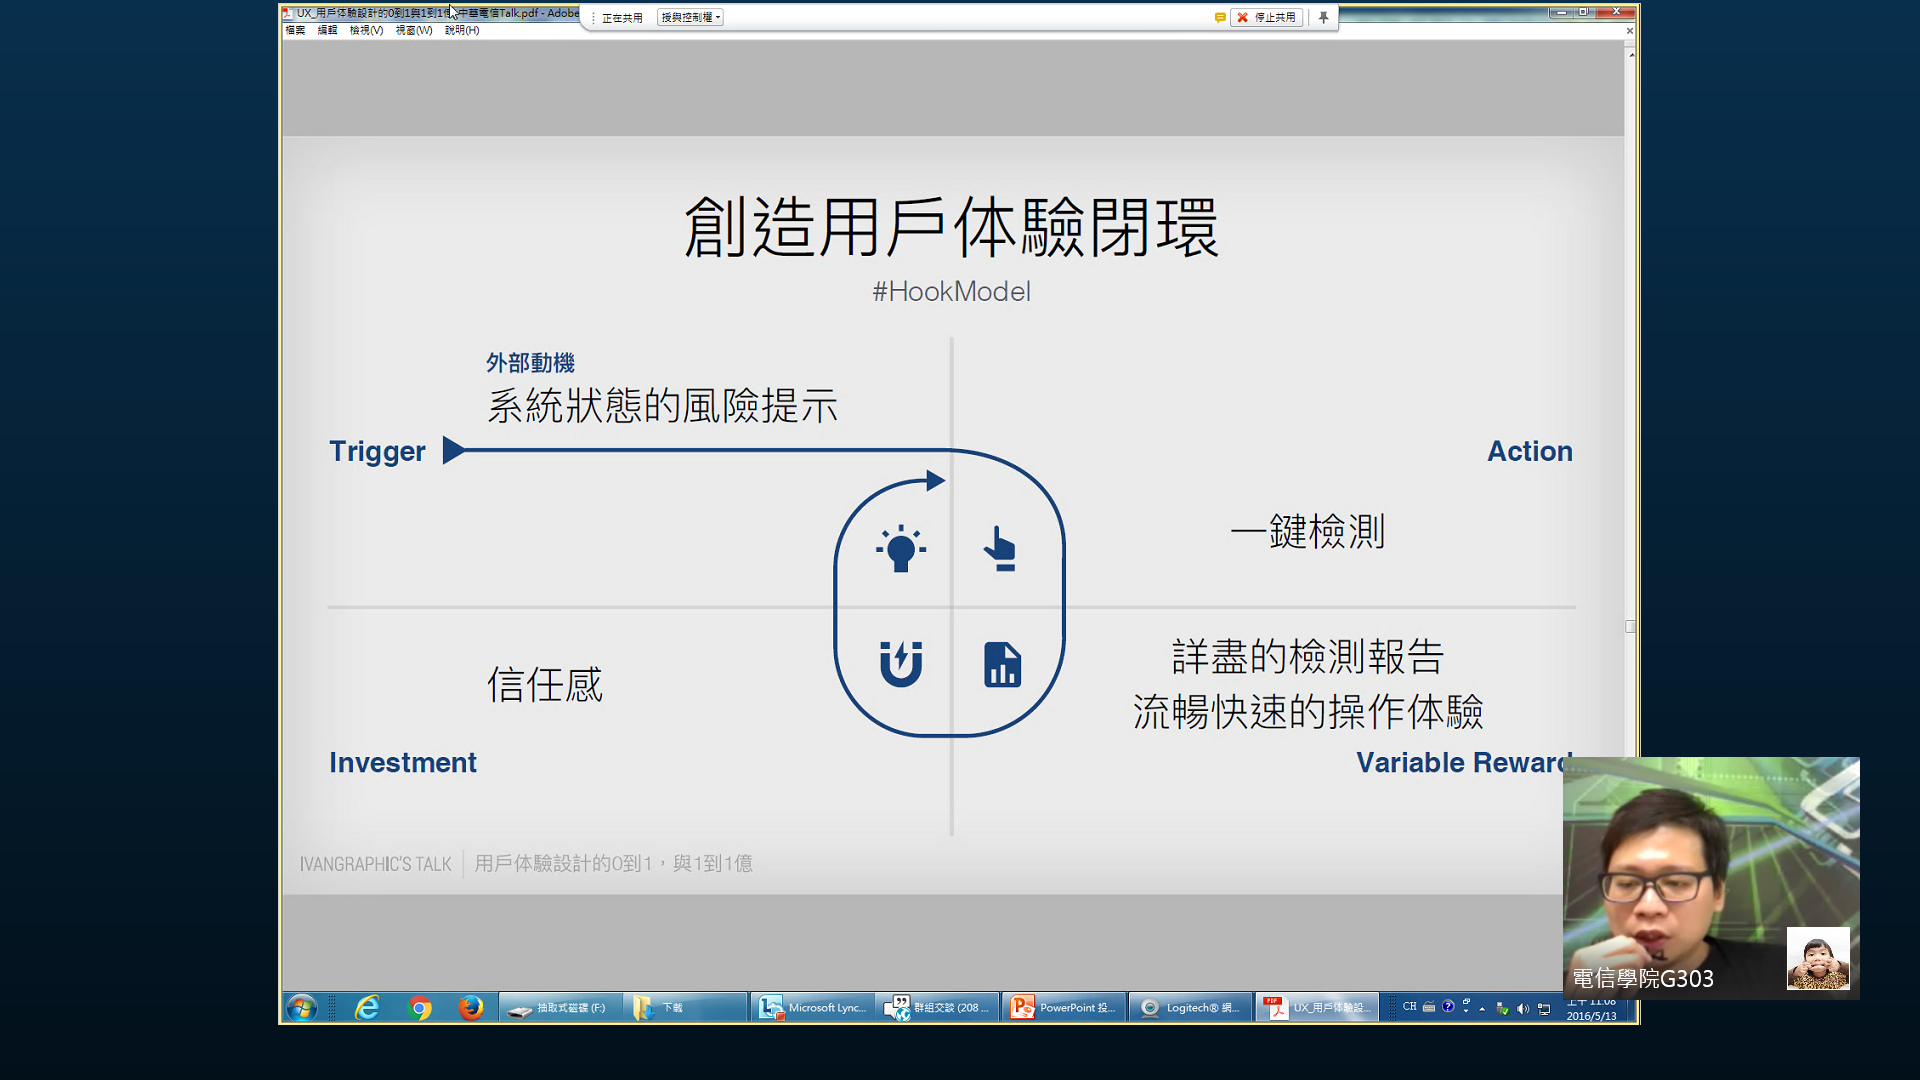 UX_用戶体驗設計的0到1與1到1億_中華電信Talk.pdf - Adobe
正在共用
授與控制權
停止共用
檔案 編輯 檢視(V) 視窗(W) 說明(H)
創造用戶体驗閉環
#HookModel
外部動機
系統狀態的風險提示
Trigger
Action
一鍵檢測
信任感
詳盡的檢測報告
流暢快速的操作体驗
Investment
Variable Reward
IVANGRAPHIC'S TALK
用戶体驗設計的0到1，與1到1億
電信學院G303
抽取式磁碟 (F:)
下載
Microsoft Lync...
群組交談 (208 ...
PowerPoint 投...
Logitech® 網...
UX_用戶体驗設...
CH
上午 11:08
2016/5/13